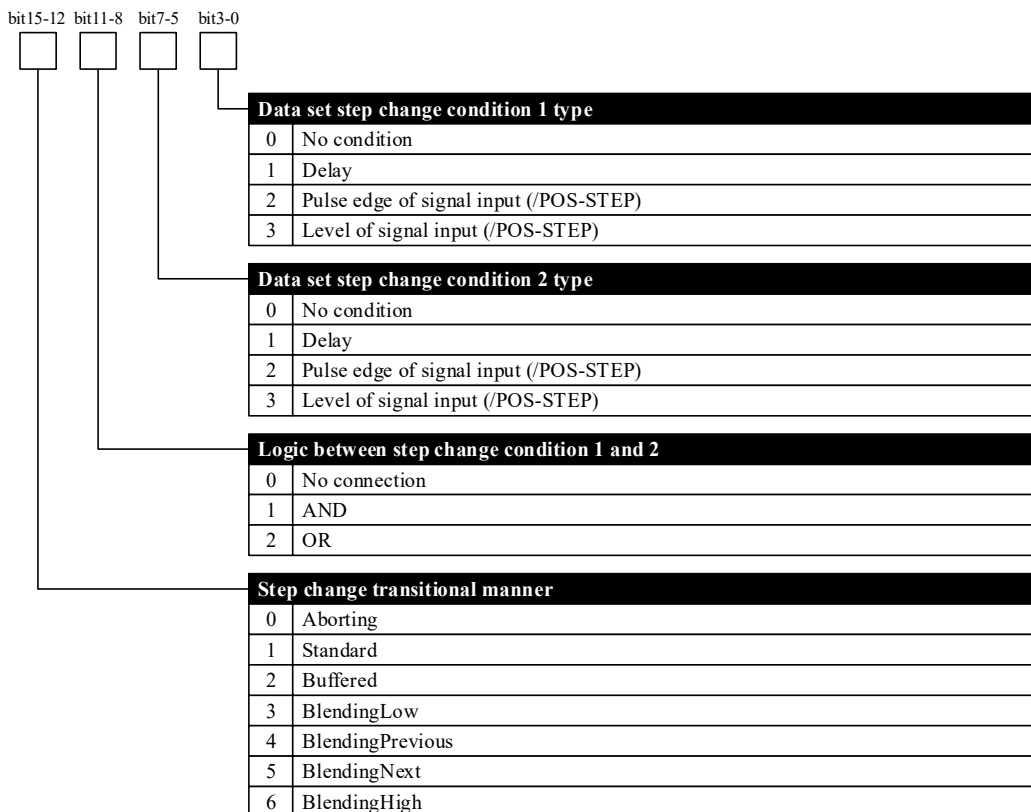 bit15-12 bit11-8 bit7-5 bit3-0
Data set step change condition 1 type
0 No condition
1 Delay
2 Pulse edge of signal input (/POS-STEP)
3 Level of signal input (/POS-STEP)
Data set step change condition 2 type
0 No condition
1 Delay
2 Pulse edge of signal input (/POS-STEP)
3 Level of signal input (/POS-STEP)
Logic between step change condition 1 and 2
0 No connection
1 AND
2 OR
Step change transitional manner
0 Aborting
1 Standard
2 Buffered
3 BlendingLow
4 BlendingPrevious
5 BlendingNext
6 BlendingHigh